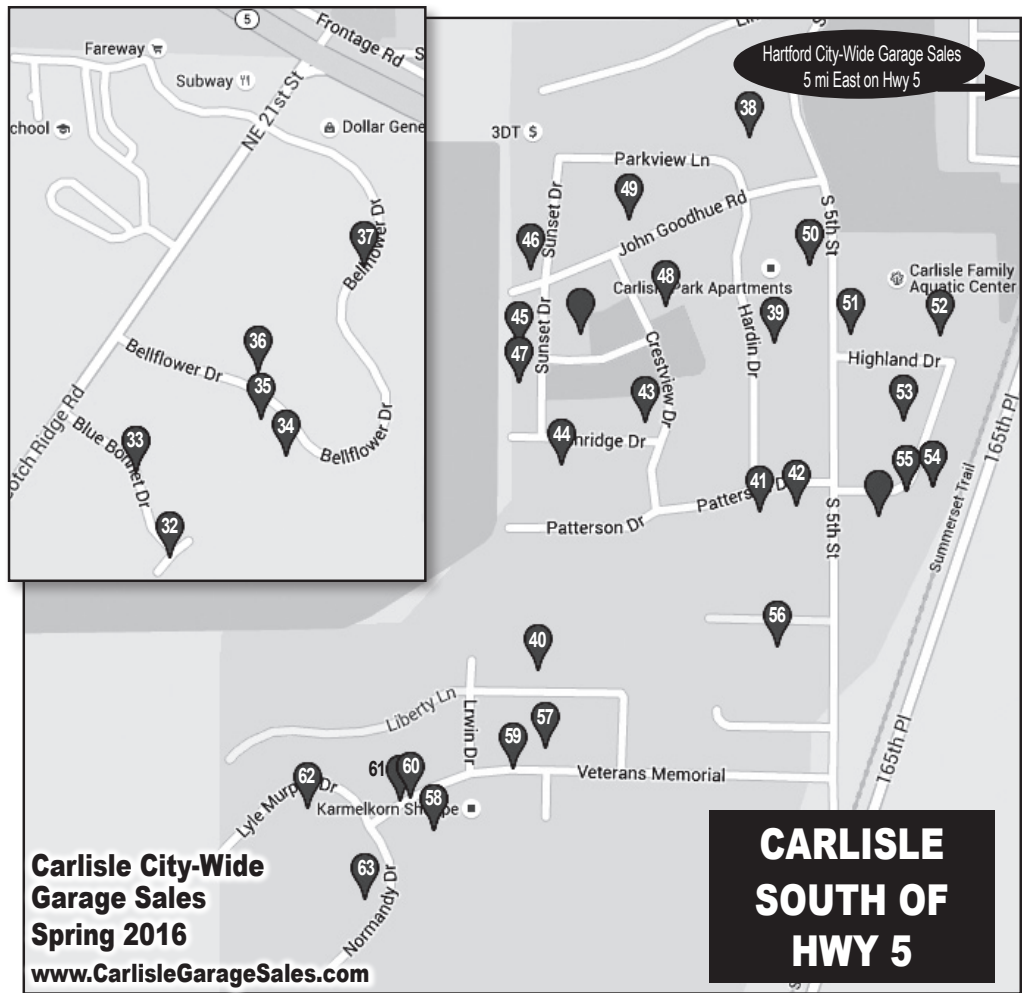 5
Frontage Rd
S
Fareway
Subway
NE 21st St
Dollar Gene
chool
37
Bellflower Dr
36
Bellflower Dr
35
34
Bellflower Dr
otch Ridge Rd
33
Blue Bonnet Dr
32
Hartford City-Wide Garage Sales
5 mi East on Hwy 5
38
3DT
Parkview Ln
49
Sunset Dr
John Goodhue Rd
S 5th St
46
50
48
Carlisle Park Apartments
Carlisle Family
Aquatic Center
45
Sunset Dr
Hardin Dr
39
51
52
47
Crestview Dr
Highland Dr
43
53
44
nridge Dr
165th Pl
55
54
41
42
Patterson D
Patterson Dr
S 5th St
Summerset Trail
56
40
Liberty Ln
Lrwin Dr
57
59
165th Pl
Veterans Memorial
62
61
60
Lyle Murphy Dr
58
Karmelkorn Shoppe
63
Normandy Dr
Carlisle City-Wide
Garage Sales
Spring 2016
www.CarlisleGarageSales.com
CARLISLE
SOUTH OF
HWY 5